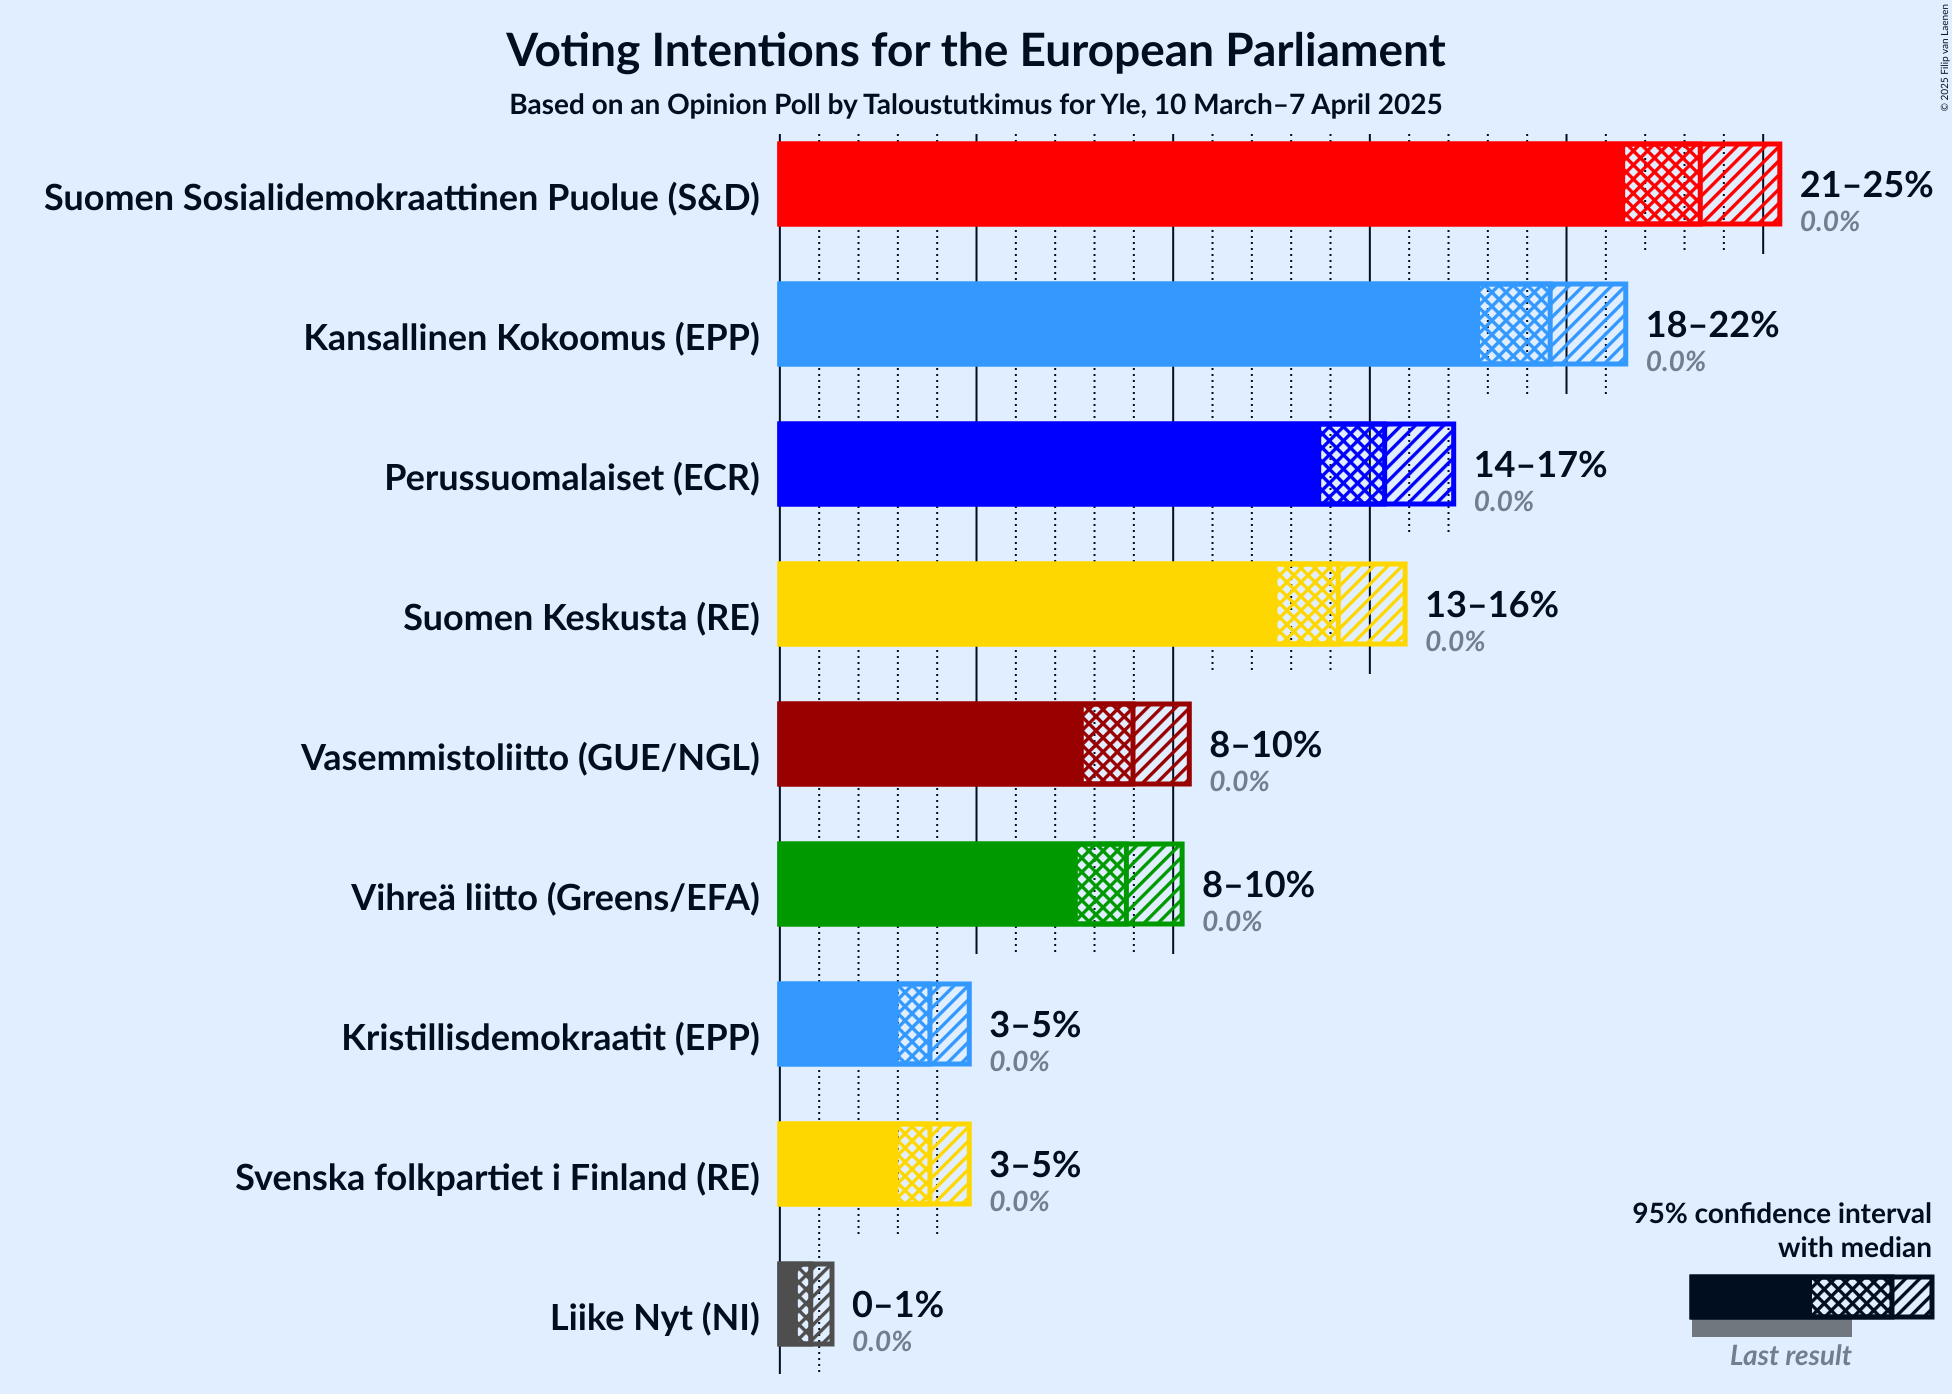 Voting Intentions for the European Parliament
Based on an Opinion Poll by Taloustutkimus for Yle, 10 March–7 April 2025
© 2025 Filip van Laenen
Suomen Sosialidemokraattinen Puolue (S&D)
21–25%
0.0%
Kansallinen Kokoomus (EPP)
18–22%
0.0%
Perussuomalaiset (ECR)
14–17%
0.0%
Suomen Keskusta (RE)
13–16%
0.0%
Vasemmistoliitto (GUE/NGL)
8–10%
0.0%
Vihreä liitto (Greens/EFA)
8–10%
0.0%
Kristillisdemokraatit (EPP)
3–5%
0.0%
Svenska folkpartiet i Finland (RE)
3–5%
0.0%
Liike Nyt (NI)
0–1%
0.0%
95% confidence interval
with median
Last result